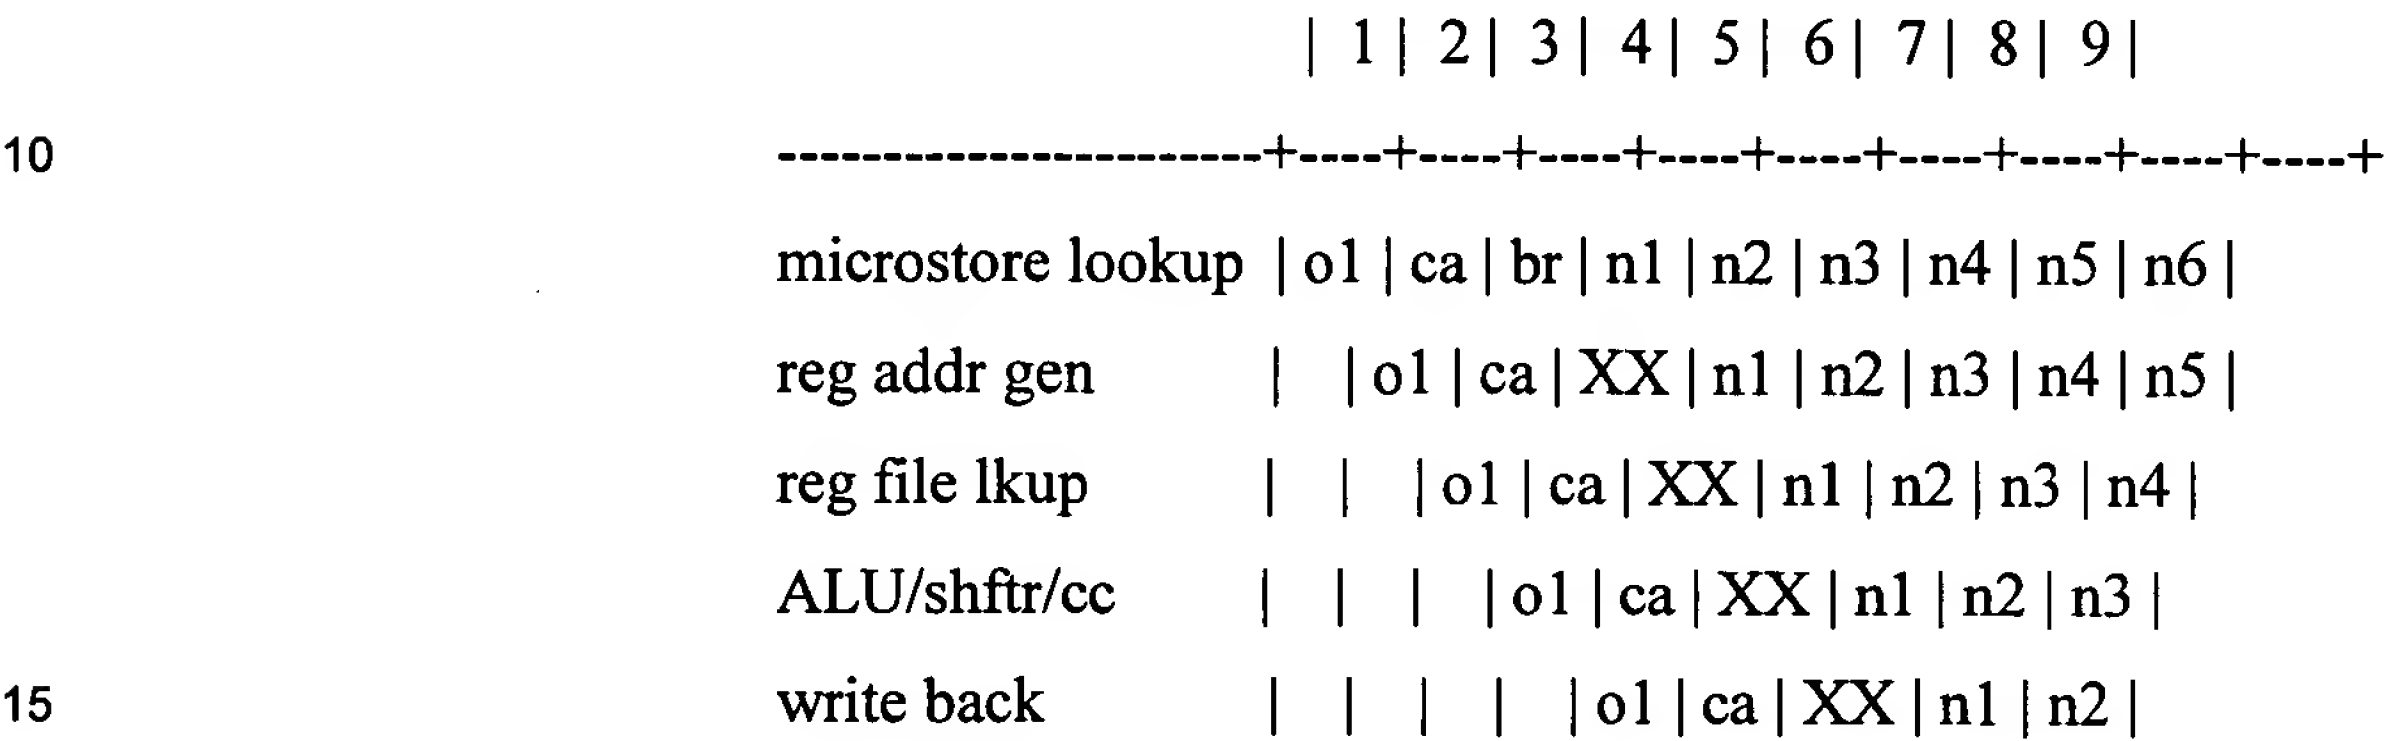 | 1 | 2 | 3 | 4 | 5 | 6 | 7 | 8 | 9 |
10 -----------------------+----+----+----+----+----+----+----+----+----+
microstore lookup | o1 | ca | br | n1 | n2 | n3 | n4 | n5 | n6 |
reg addr gen | | o1 | ca | XX | n1 | n2 | n3 | n4 | n5 |
reg file lkup | | | o1 | ca | XX | n1 | n2 | n3 | n4 |
ALU/shftr/cc | | | | o1 | ca | XX | n1 | n2 | n3 |
15 write back | | | | | o1 | ca | XX | n1 | n2 |